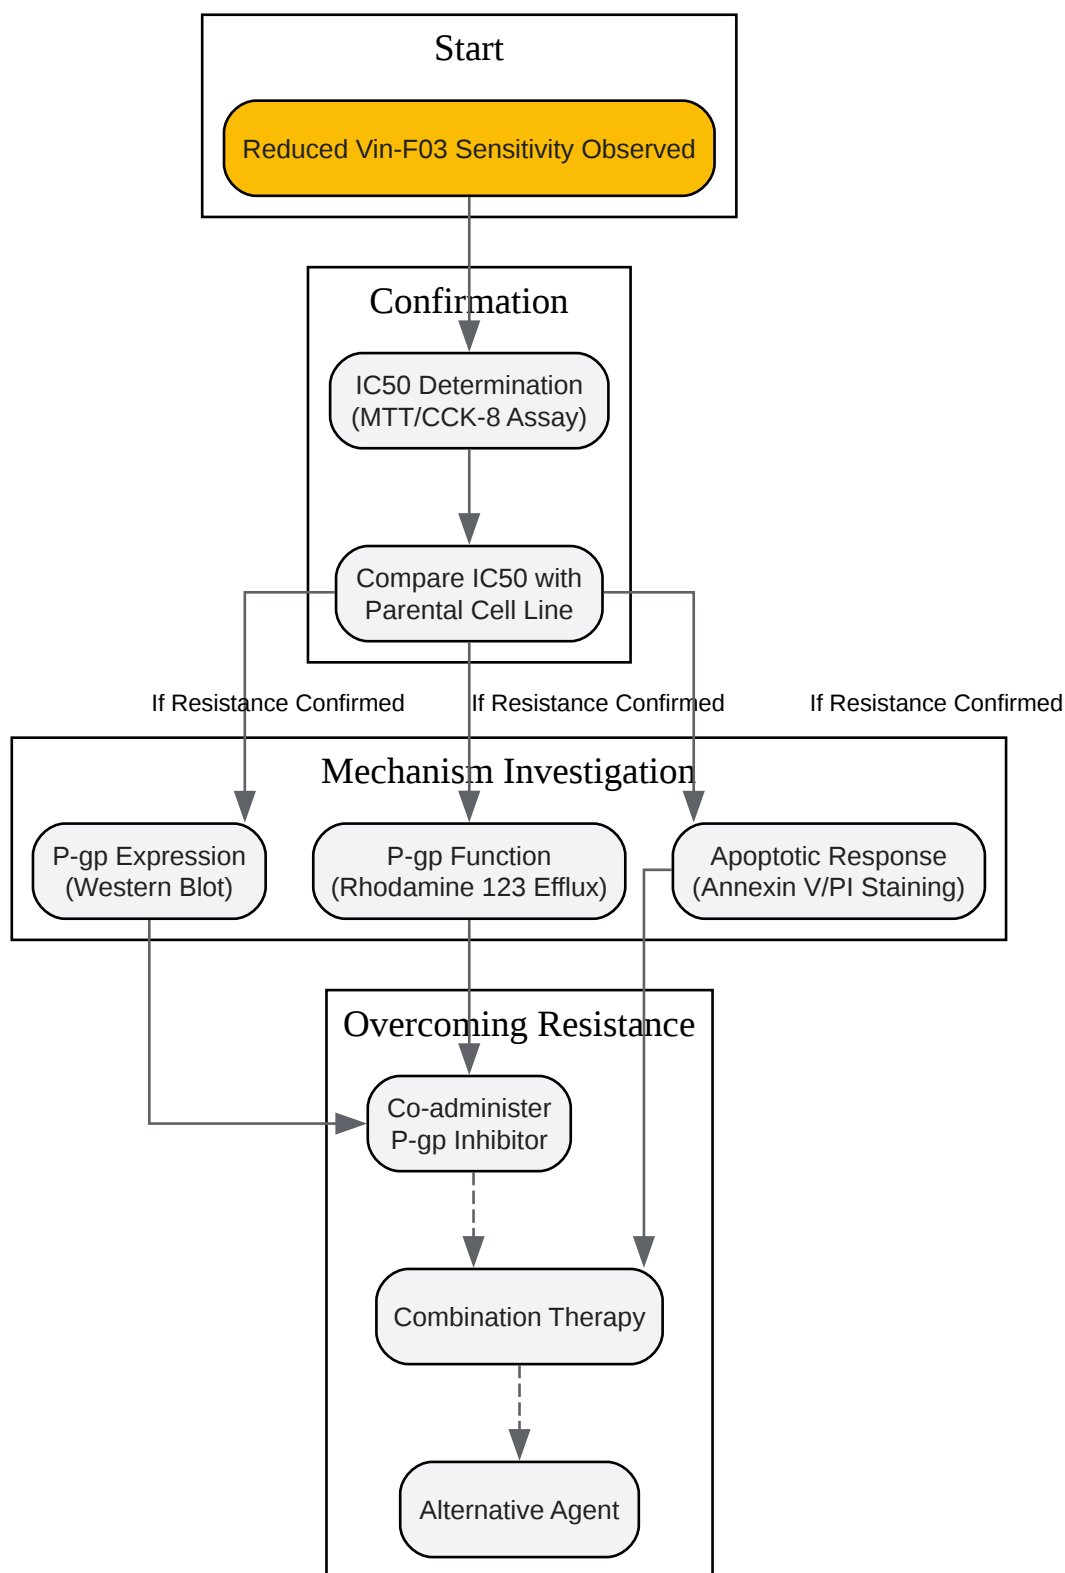 Start
Reduced Vin-F03 Sensitivity Observed
Confirmation
IC50 Determination
(MTT/CCK-8 Assay)
Compare IC50 with
Parental Cell Line
If Resistance Confirmed
If Resistance Confirmed
If Resistance Confirmed
Mechanism Investigation
P-gp Expression
(Western Blot)
P-gp Function
(Rhodamine 123 Efflux)
Apoptotic Response
(Annexin V/PI Staining)
Overcoming Resistance
Co-administer
P-gp Inhibitor
Combination Therapy
Alternative Agent